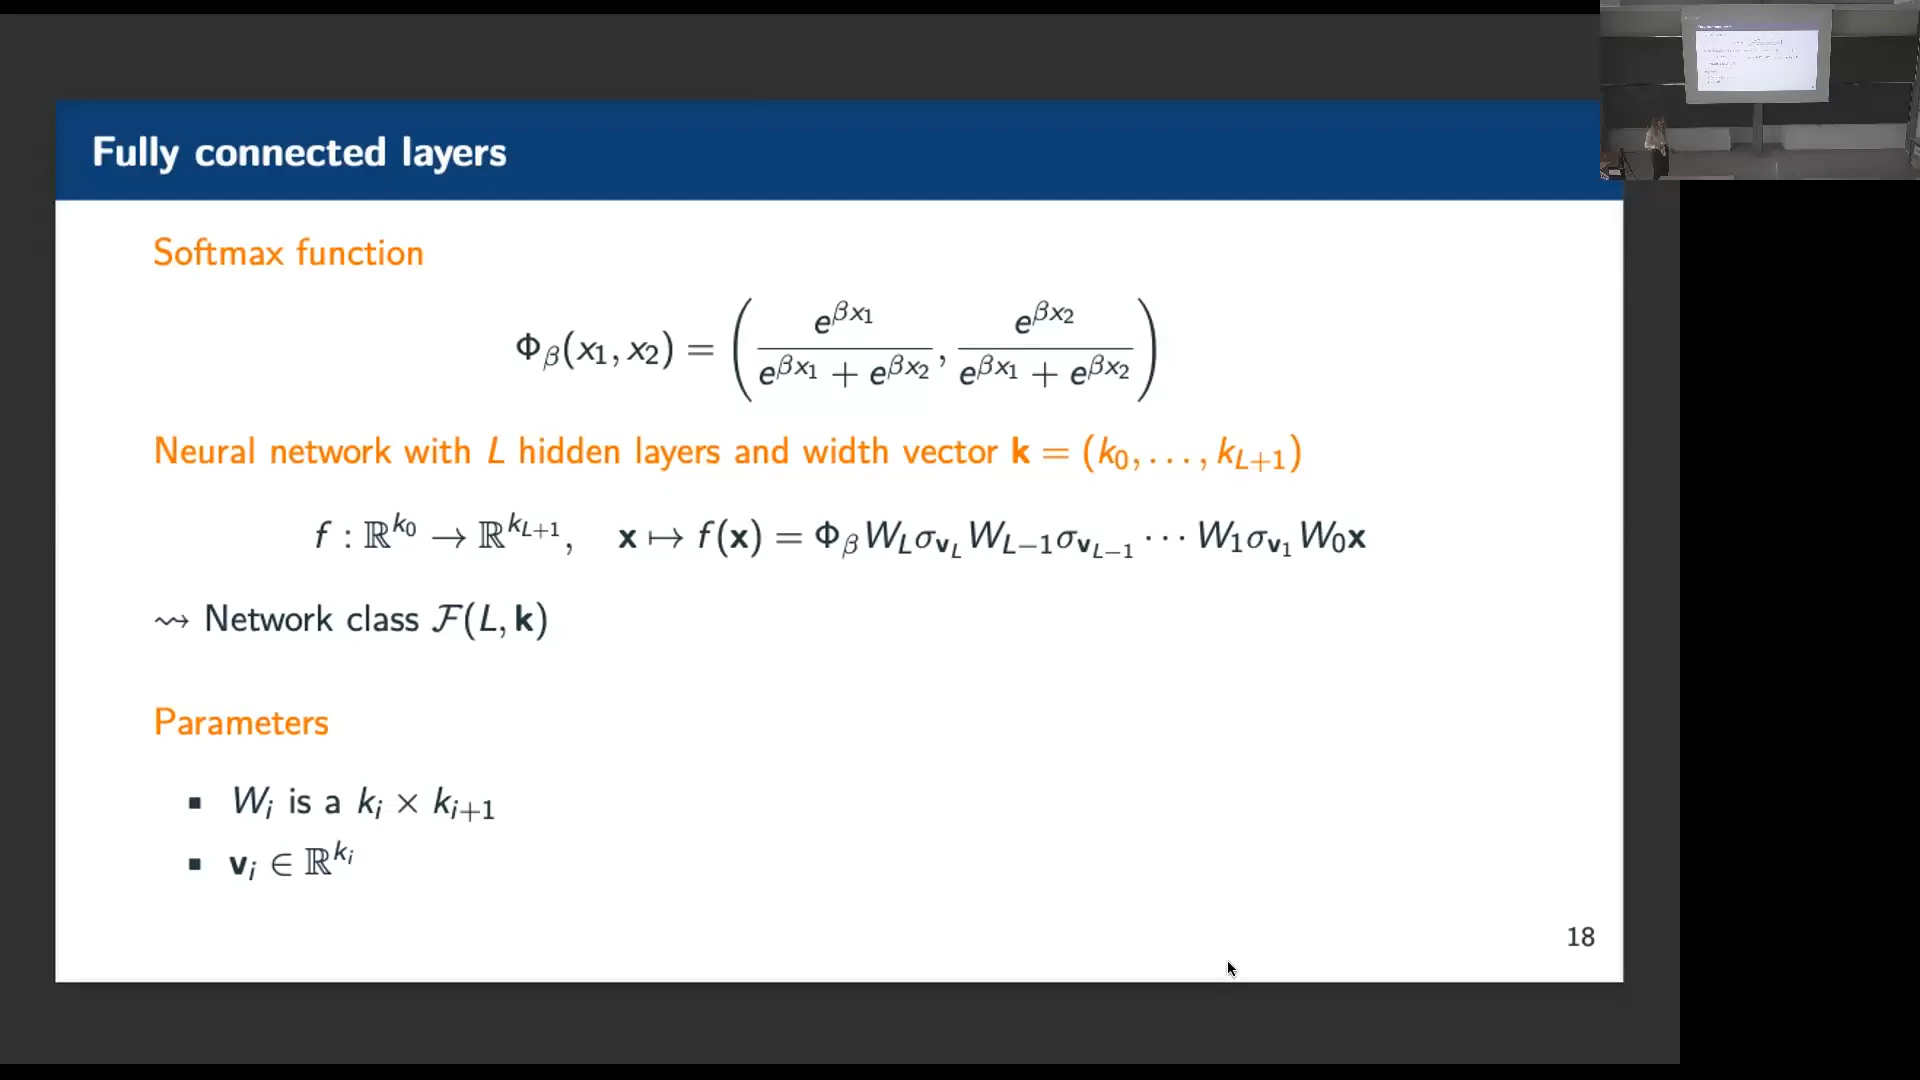 Fully connected layers
Softmax function
Φ_β(x₁, x₂) = ( e^{βx₁} / (e^{βx₁} + e^{βx₂}), e^{βx₂} / (e^{βx₁} + e^{βx₂}) )
Neural network with L hidden layers and width vector k = (k₀, . . . , k_{L+1})
f : ℝ^{k₀} → ℝ^{k_{L+1}}, x ↦ f(x) = Φ_β W_L σ_{v_L} W_{L−1} σ_{v_{L−1}} · · · W₁ σ_{v₁} W₀ x
⇝ Network class ℱ(L, k)
Parameters
▪ W_i is a k_i × k_{i+1}
▪ v_i ∈ ℝ^{k_i}
18